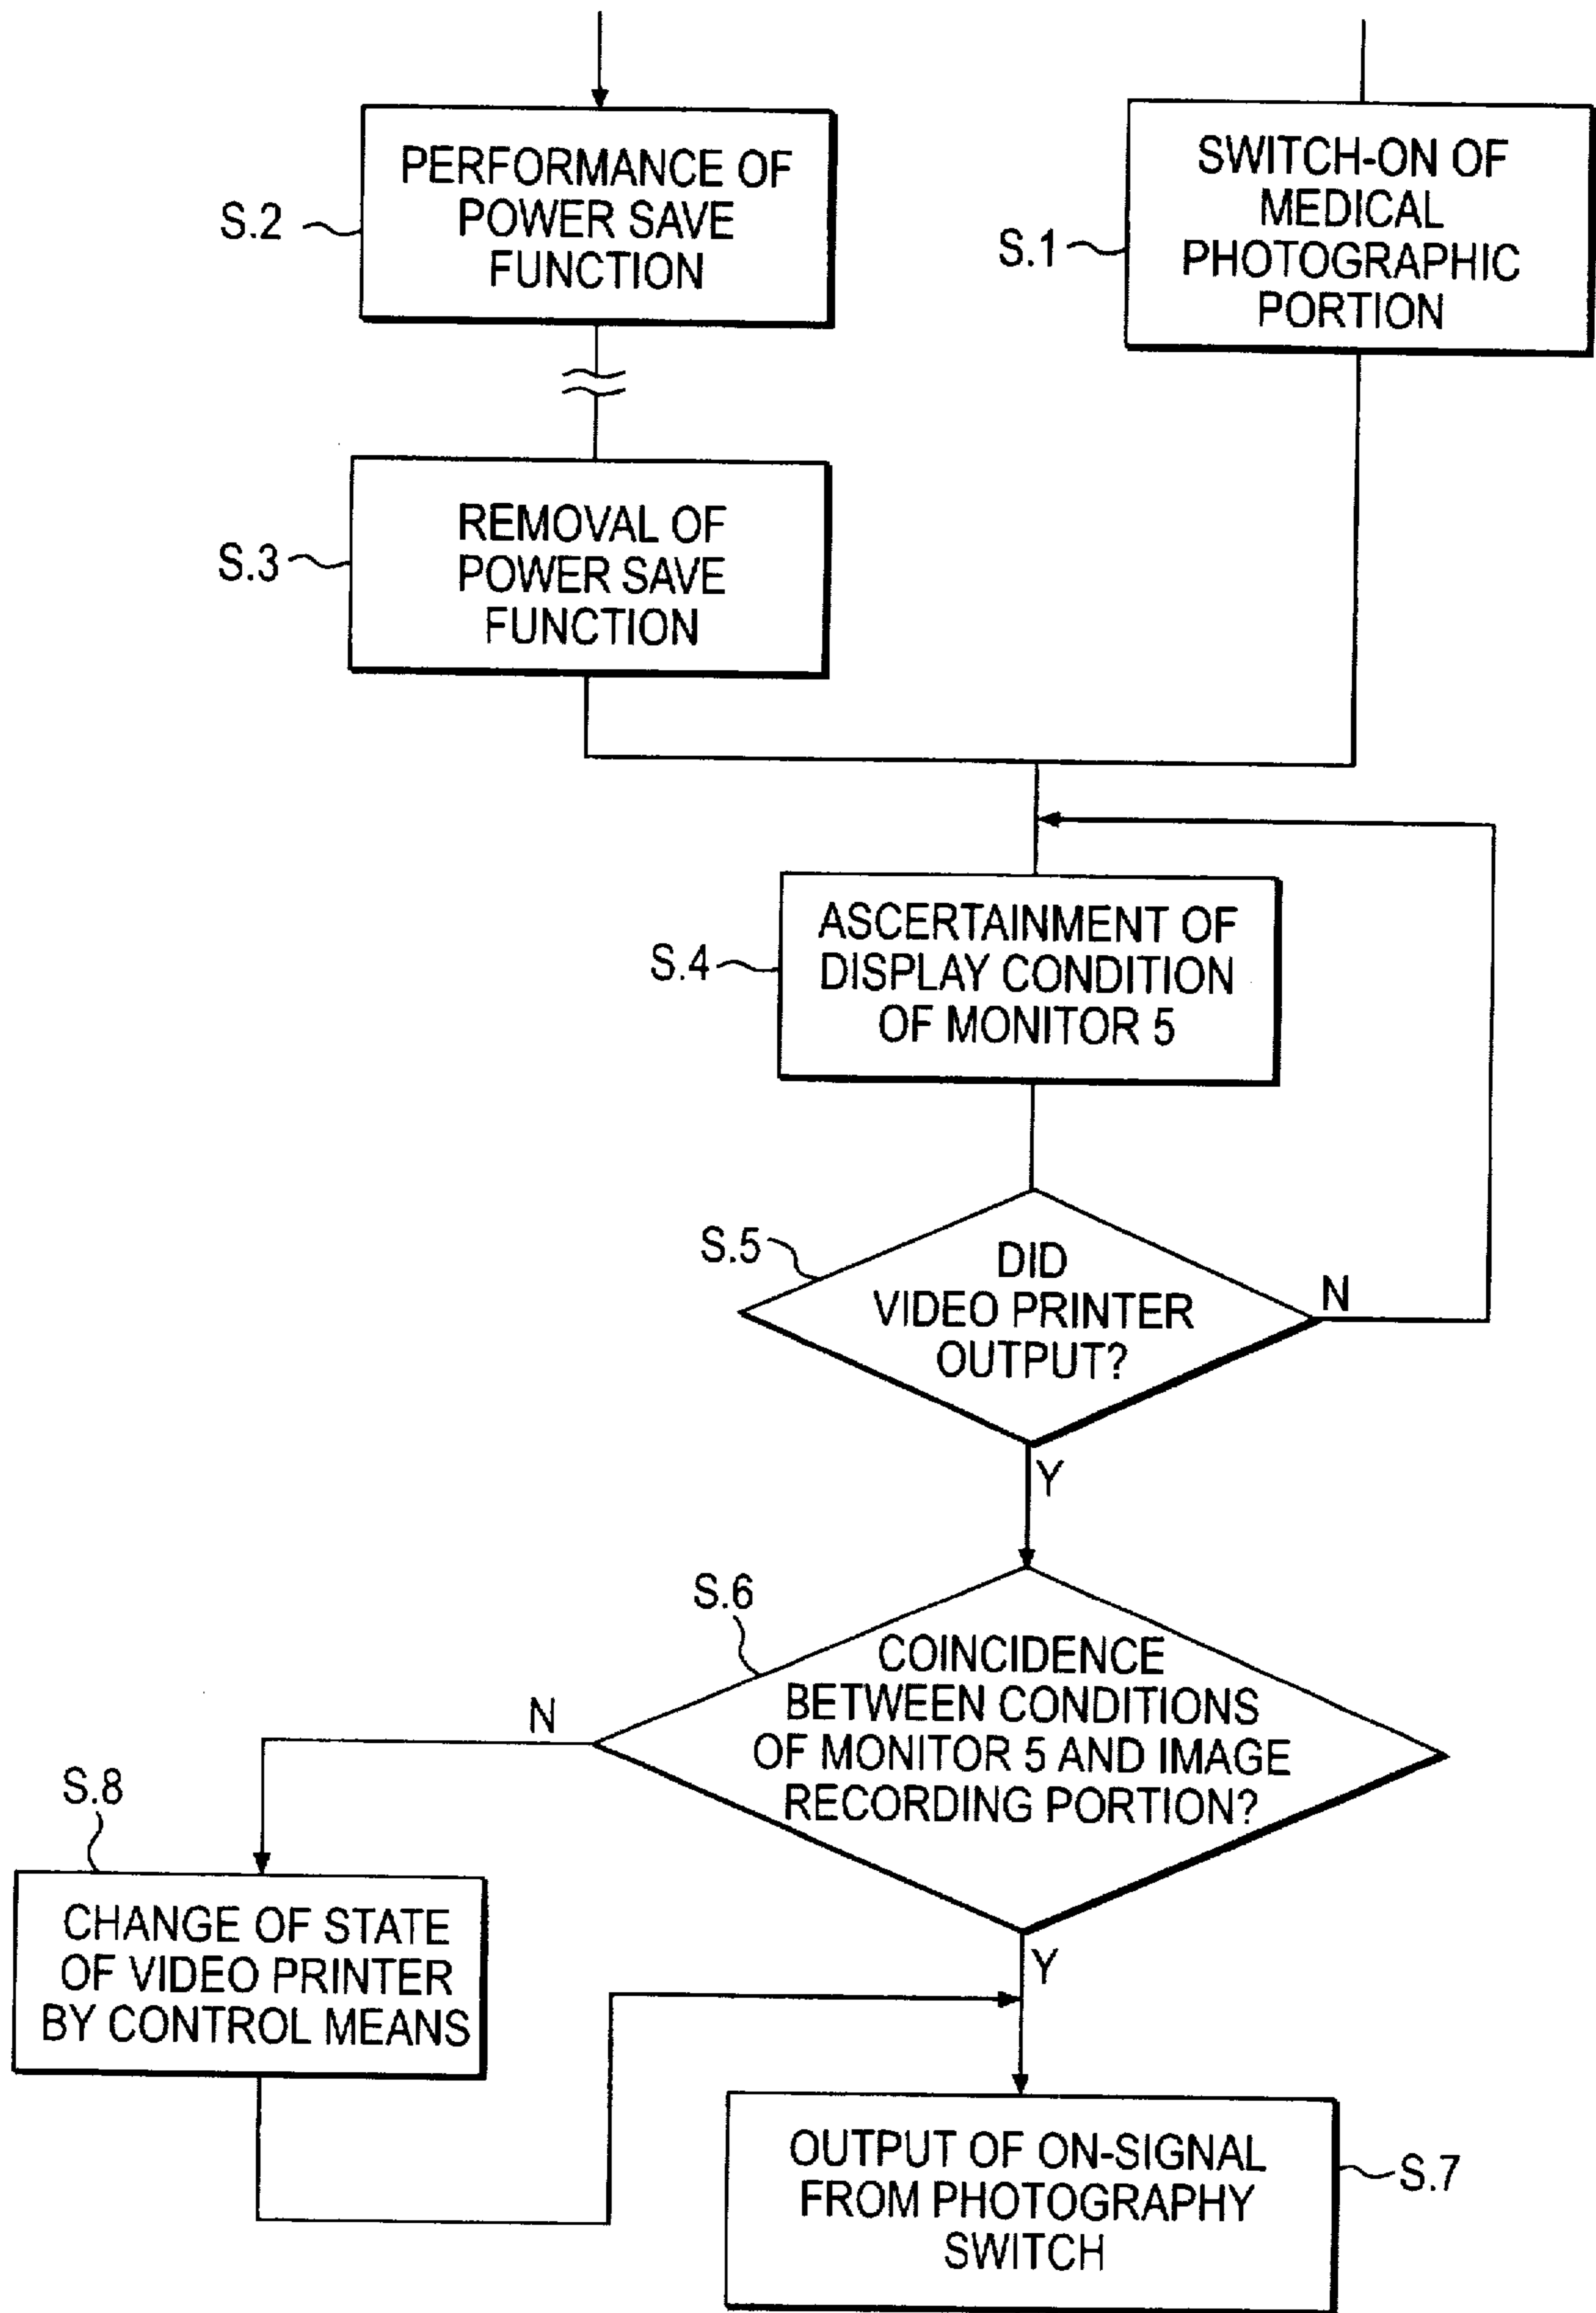 S.2
PERFORMANCE OF
POWER SAVE
FUNCTION
S.1
SWITCH-ON OF
MEDICAL
PHOTOGRAPHIC
PORTION
S.3
REMOVAL OF
POWER SAVE
FUNCTION
S.4
ASCERTAINMENT OF
DISPLAY CONDITION
OF MONITOR 5
S.5
DID
VIDEO PRINTER
OUTPUT?
N
Y
S.6
COINCIDENCE
BETWEEN CONDITIONS
OF MONITOR 5 AND IMAGE
RECORDING PORTION?
N
Y
S.8
CHANGE OF STATE
OF VIDEO PRINTER
BY CONTROL MEANS
OUTPUT OF ON-SIGNAL
FROM PHOTOGRAPHY
SWITCH
S.7